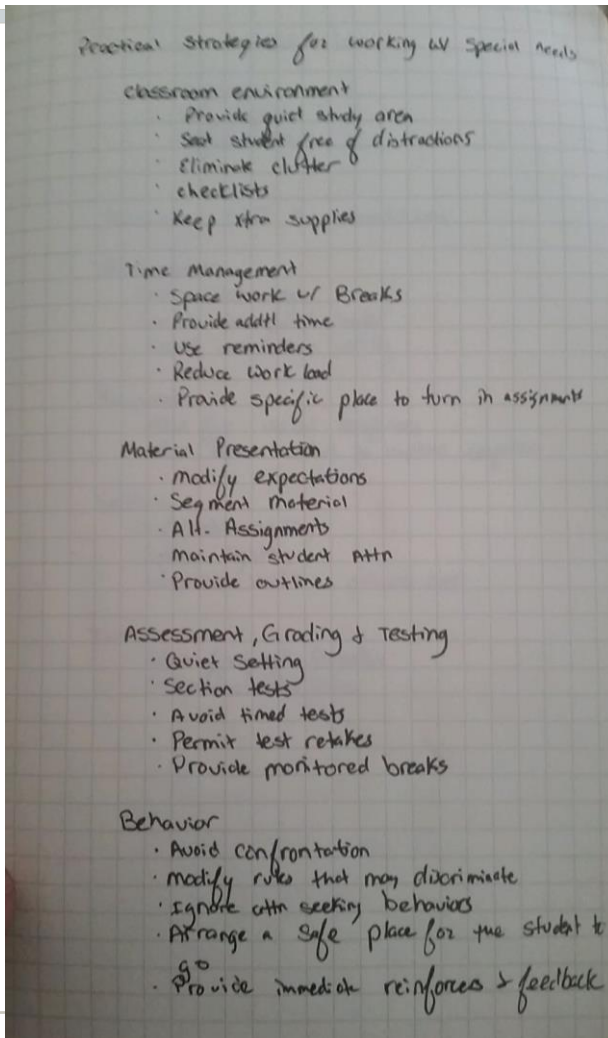 Practical strategies for working w/ special needs
classroom environment
· Provide quiet study area
· Seat student free of distractions
· Eliminate clutter
· checklists
· Keep xtra supplies
Time Management
· Space work w/ Breaks
· Provide addtl time
· Use reminders
· Reduce work load
· Provide specific place to turn in assignments
Material Presentation
· modify expectations
· Segment material
· Alt. Assignments
Maintain student Attn
· Provide outlines
Assessment, Grading & Testing
· Quiet Setting
· Section tests
· Avoid timed tests
· Permit test retakes
· Provide monitored breaks
Behavior
· Avoid confrontation
· modify rules that may discriminate
· Ignore attn seeking behaviors
· Arrange a safe place for the student to
go
· Provide immediate reinforces & feedback